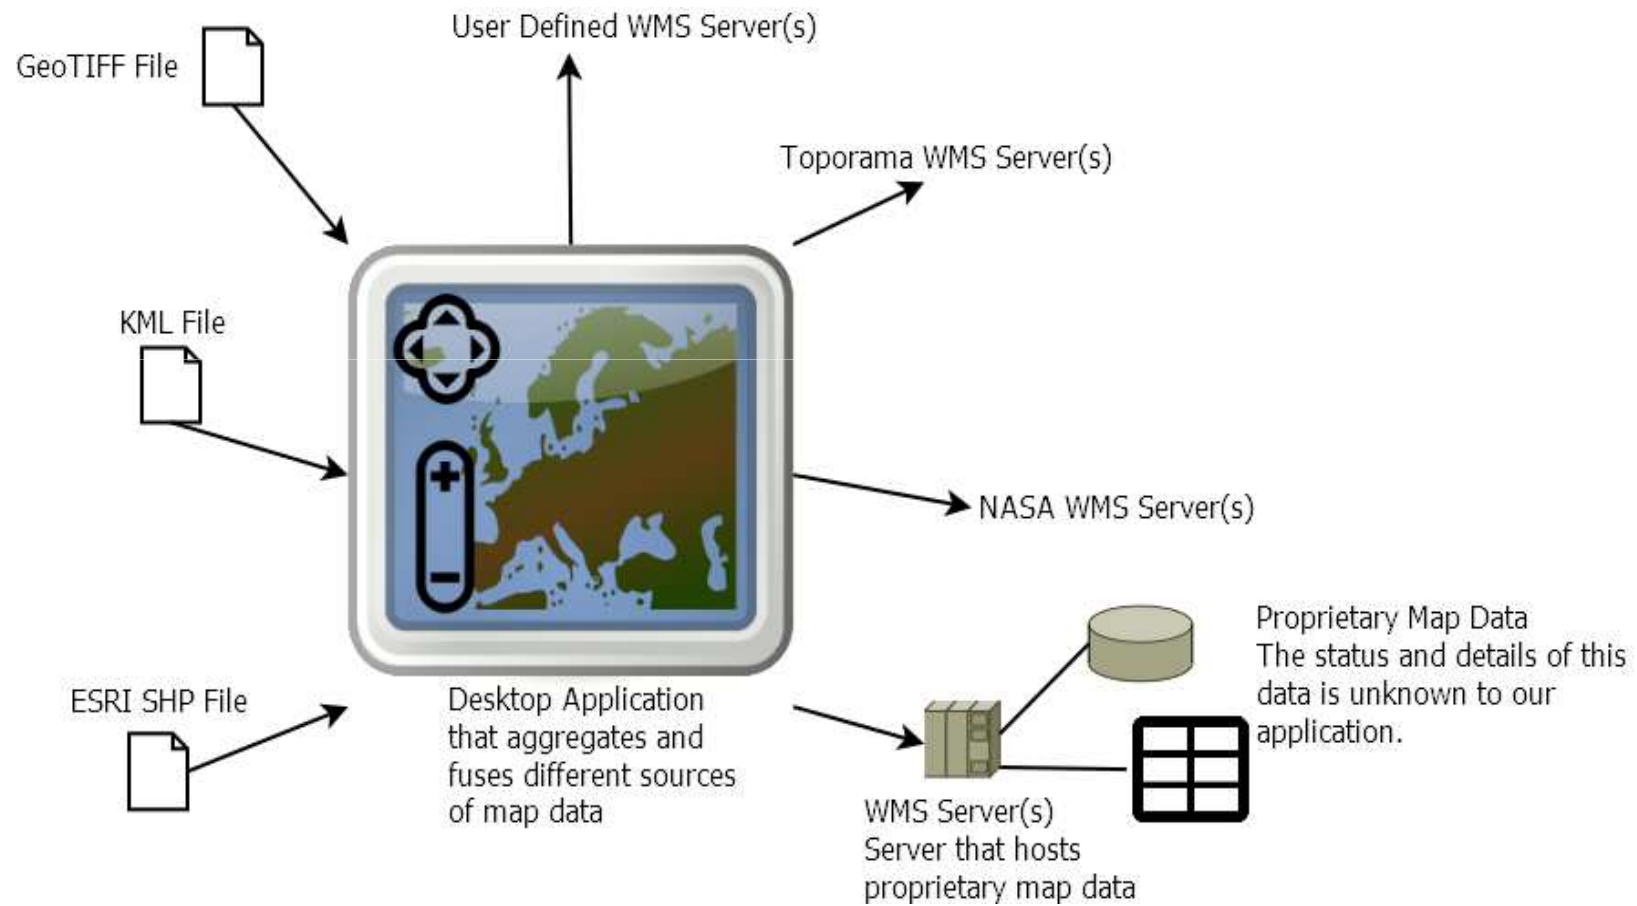 User Defined WMS Server(s)
GeoTIFF File
Toporama WMS Server(s)
KML File
NASA WMS Server(s)
ESRI SHP File
Desktop Application
that aggregates and
fuses different sources
of map data
Proprietary Map Data
The status and details of this
data is unknown to our
application.
WMS Server(s)
Server that hosts
proprietary map data